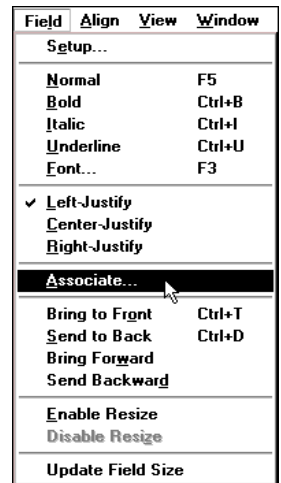 Field Align View Window
Setup...
Normal F5
Bold Ctrl+B
Italic Ctrl+I
Underline Ctrl+U
Font... F3
Left-Justify
Center-Justify
Right-Justify
Associate...
Bring to Front Ctrl+T
Send to Back Ctrl+D
Bring Forward
Send Backward
Enable Resize
Disable Resize
Update Field Size